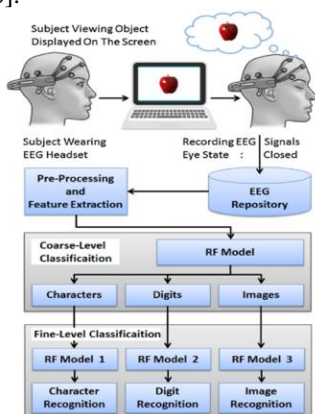 5].
Subject Viewing Object
Displayed On The Screen
Subject Wearing
EEG Headset
Recording EEG Signals
Eye State : Closed
Pre-Processing
and
Feature Extraction
EEG
Repository
Coarse-Level
Classificaition
RF Model
Characters
Digits
Images
Fine-Level Classificaition
RF Model 1
RF Model 2
RF Model 3
Character
Recognition
Digit
Recognition
Image
Recognition